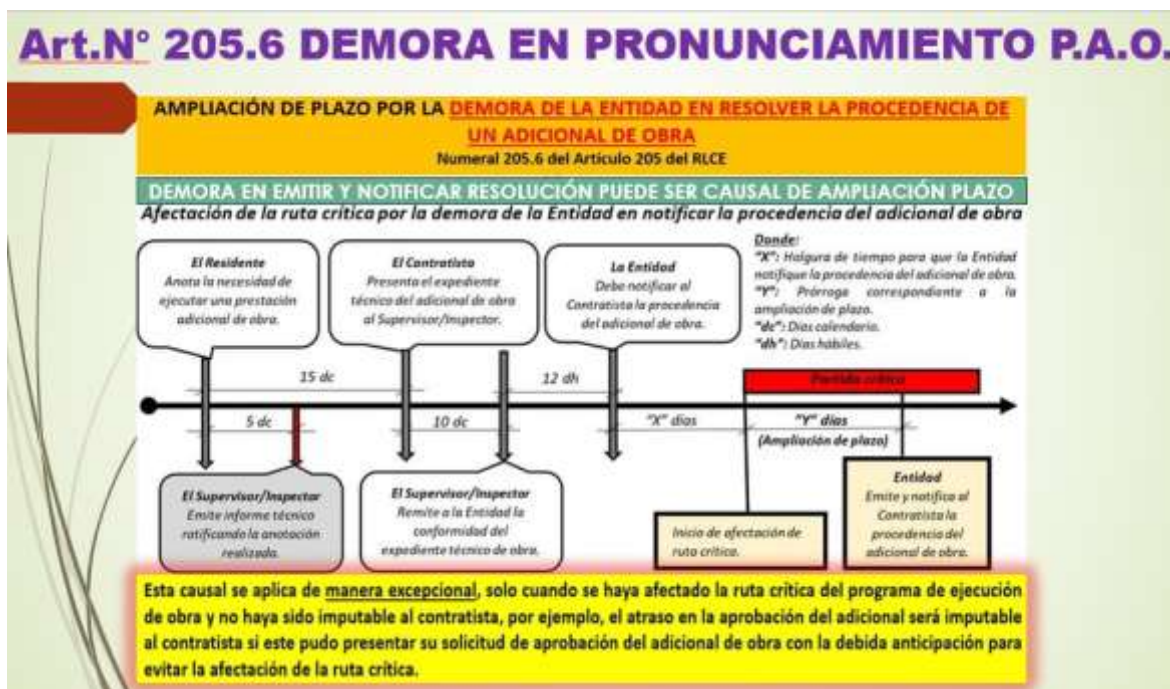 Art.N° 205.6 DEMORA EN PRONUNCIAMIENTO P.A.O.
AMPLIACIÓN DE PLAZO POR LA DEMORA DE LA ENTIDAD EN RESOLVER LA PROCEDENCIA DE
UN ADICIONAL DE OBRA
Numeral 205.6 del Artículo 205 del RLCE
DEMORA EN EMITIR Y NOTIFICAR RESOLUCIÓN PUEDE SER CAUSAL DE AMPLIACIÓN PLAZO
Afectación de la ruta crítica por la demora de la Entidad en notificar la procedencia del adicional de obra
El Residente
Anota la necesidad de
ejecutar una prestación
adicional de obra.
El Contratista
Presenta el expediente
técnico del adicional de obra
al Supervisor/Inspector.
La Entidad
Debe notificar al
Contratista la procedencia
del adicional de obra.
Donde:
"X": Holgura de tiempo para que la Entidad
notifique la procedencia del adicional de obra.
"Y": Prórroga correspondiente a la
ampliación de plazo.
"dc": Días calendario.
"dh": Días hábiles.
15 dc
12 dh
Partida crítica
5 dc
10 dc
"X" días
"Y" días
(Ampliación de plazo)
El Supervisor/Inspector
Emite informe técnico
ratificando la anotación
realizada.
El Supervisor/Inspector
Remite a la Entidad la
conformidad del
expediente técnico de obra.
Inicio de afectación de
ruta crítica.
Entidad
Emite y notifica al
Contratista la
procedencia del
adicional de obra.
Esta causal se aplica de manera excepcional, solo cuando se haya afectado la ruta crítica del programa de ejecución
de obra y no haya sido imputable al contratista, por ejemplo, el atraso en la aprobación del adicional será imputable
al contratista si este pudo presentar su solicitud de aprobación del adicional de obra con la debida anticipación para
evitar la afectación de la ruta crítica.